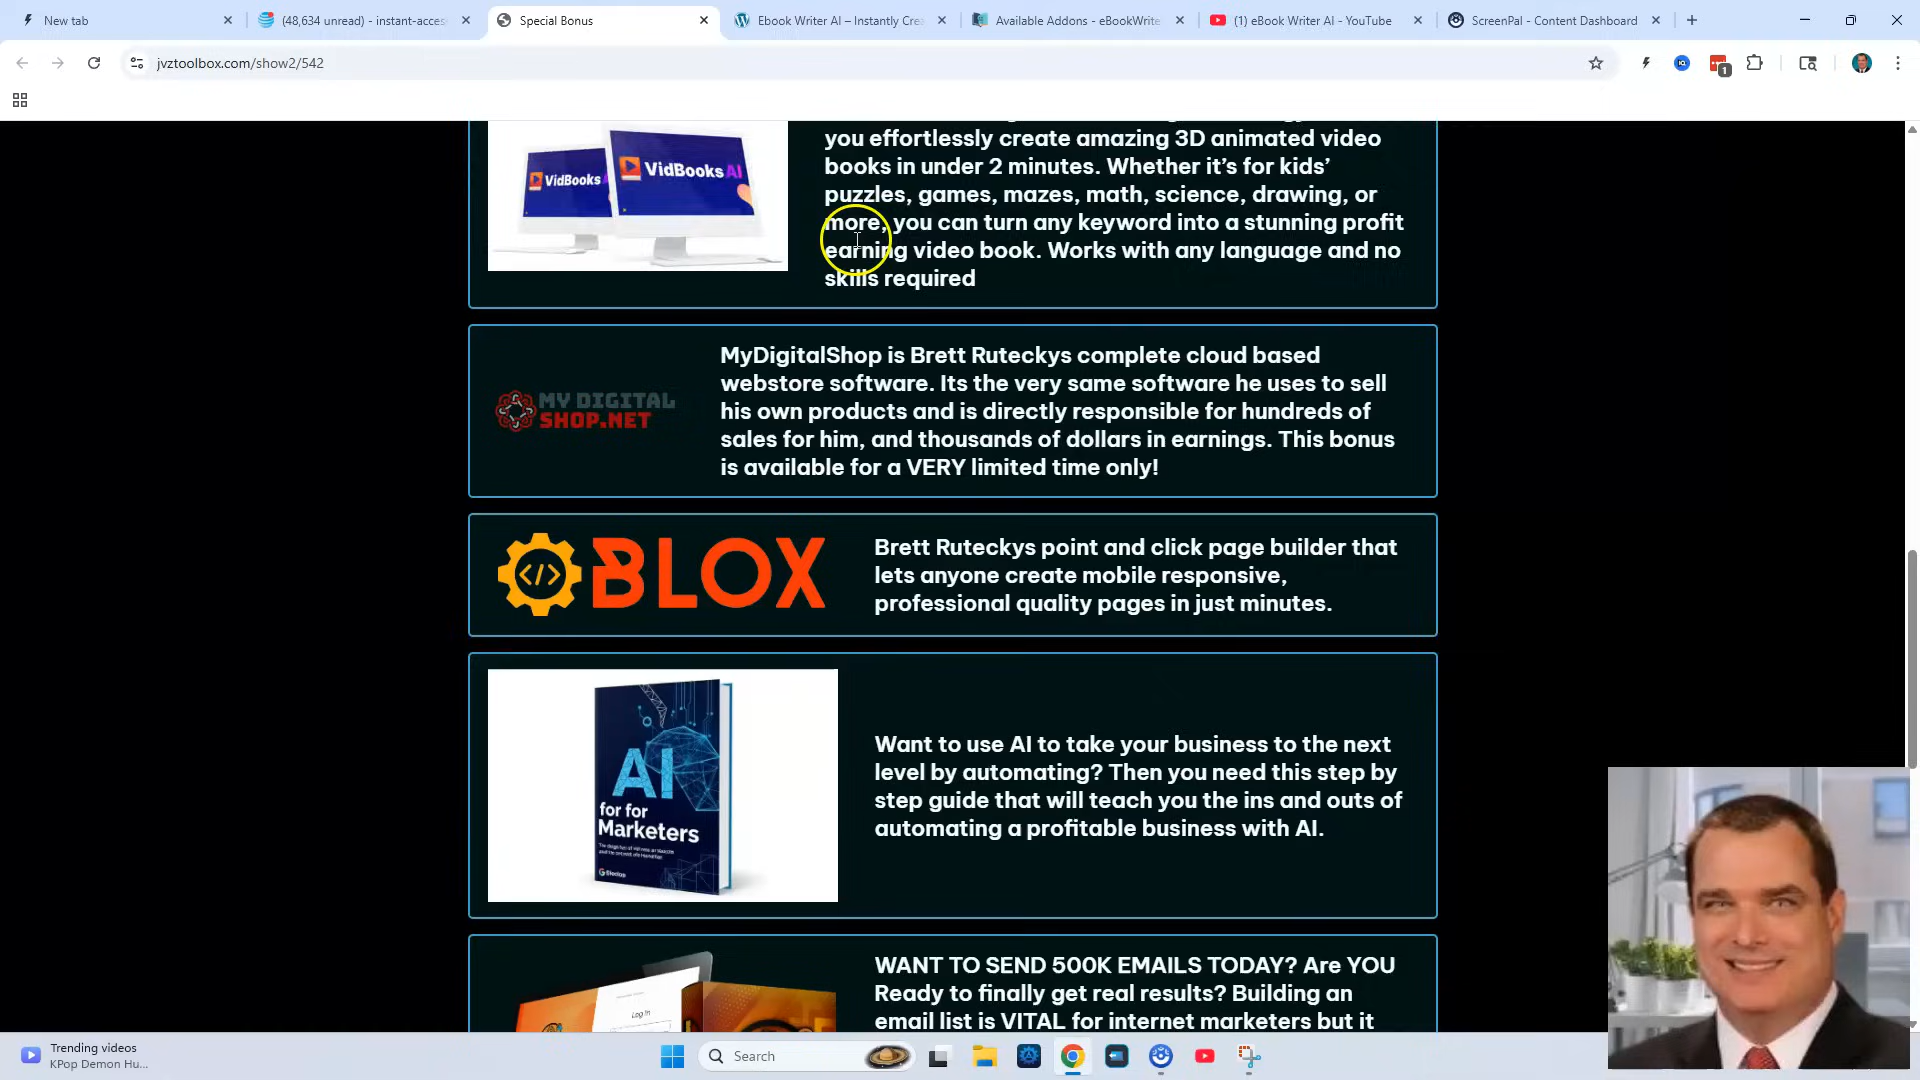 New tab
(48,634 unread) - instant-acces
Special Bonus
Ebook Writer AI – Instantly Crea
Available Addons - eBookWrite
(1) eBook Writer AI - YouTube
ScreenPal - Content Dashboard
jvztoolbox.com/show2/542
1
you effortlessly create amazing 3D animated video
books in under 2 minutes. Whether it’s for kids’
puzzles, games, mazes, math, science, drawing, or
more, you can turn any keyword into a stunning profit
earning video book. Works with any language and no
skills required
VidBooks
VidBooks AI
MyDigitalShop is Brett Ruteckys complete cloud based
webstore software. Its the very same software he uses to sell
his own products and is directly responsible for hundreds of
sales for him, and thousands of dollars in earnings. This bonus
is available for a VERY limited time only!
MY DIGITAL
SHOP.NET
BLOX
Brett Ruteckys point and click page builder that
lets anyone create mobile responsive,
professional quality pages in just minutes.
AI
for for
Marketers
Want to use AI to take your business to the next
level by automating? Then you need this step by
step guide that will teach you the ins and outs of
automating a profitable business with AI.
Log In
WANT TO SEND 500K EMAILS TODAY? Are YOU
Ready to finally get real results? Building an
email list is VITAL for internet marketers but it
Trending videos
KPop Demon Hu...
Search